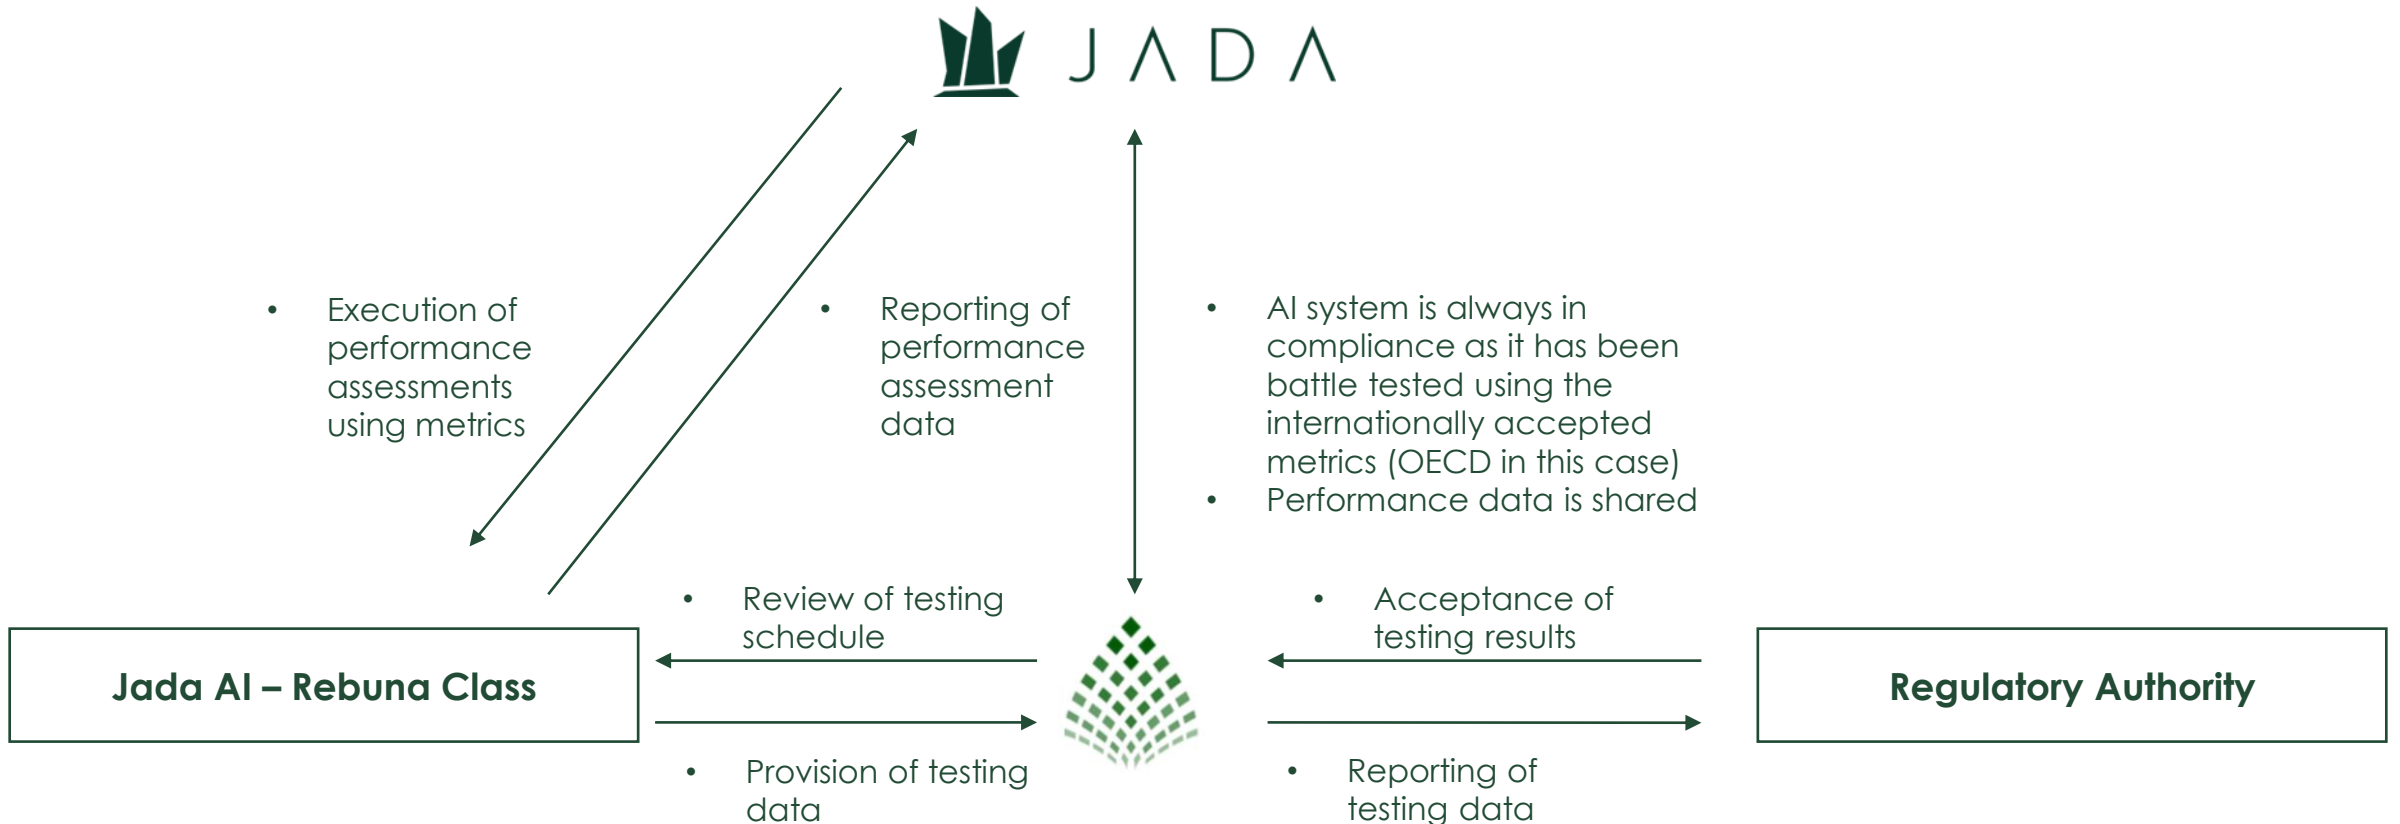 JADA
• Execution of
performance
assessments
using metrics
• Reporting of
performance
assessment
data
• AI system is always in
compliance as it has been
battle tested using the
internationally accepted
metrics (OECD in this case)
• Performance data is shared
• Review of testing
schedule
• Acceptance of
testing results
Jada AI – Rebuna Class
Regulatory Authority
• Provision of testing
data
• Reporting of
testing data